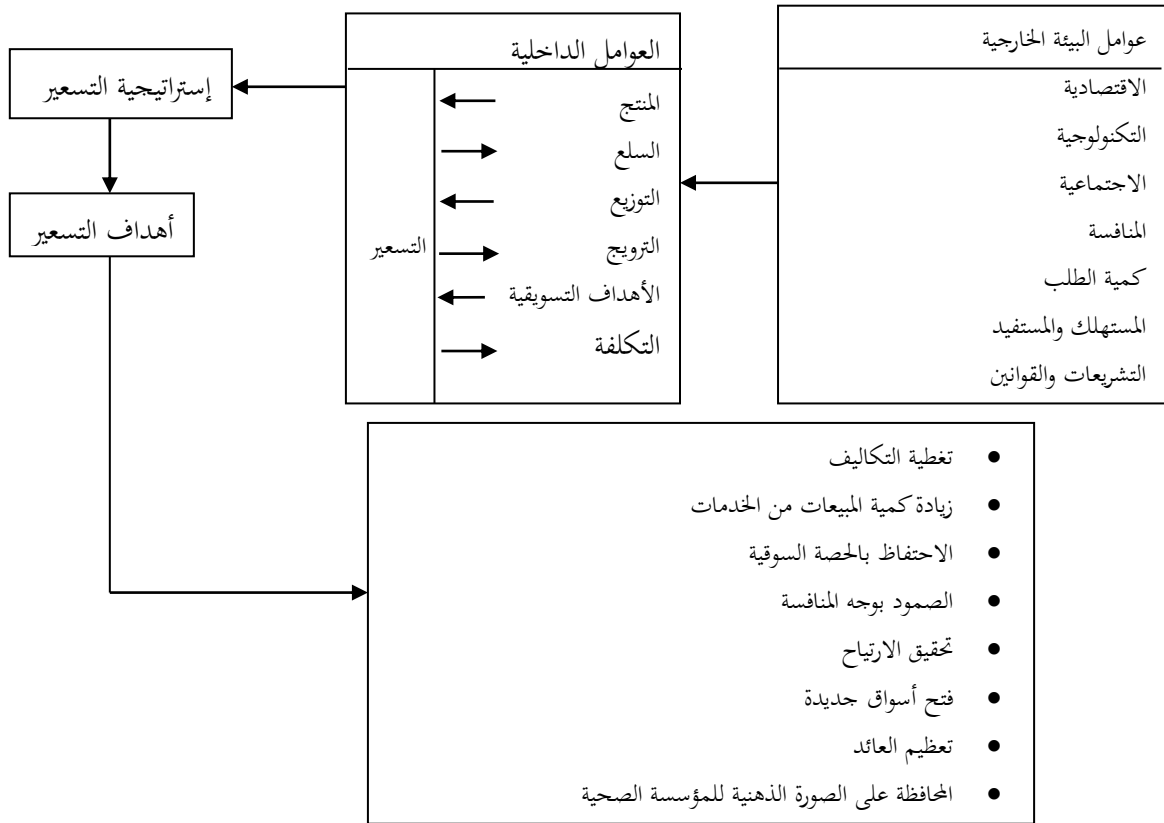 عوامل البيئة الخارجية
الاقتصادية
التكنولوجية
الاجتماعية
المنافسة
كمية الطلب
المستهلك والمستفيد
التشريعات والقوانين
العوامل الداخلية
المنتج
السلع
التوزيع
الترويج
الأهداف التسويقية
التكلفة
التسعير
إستراتيجية التسعير
أهداف التسعير
● تغطية التكاليف
● زيادة كمية المبيعات من الخدمات
● الاحتفاظ بالحصة السوقية
● الصمود بوجه المنافسة
● تحقيق الارتياح
● فتح أسواق جديدة
● تعظيم العائد
● المحافظة على الصورة الذهنية للمؤسسة الصحية